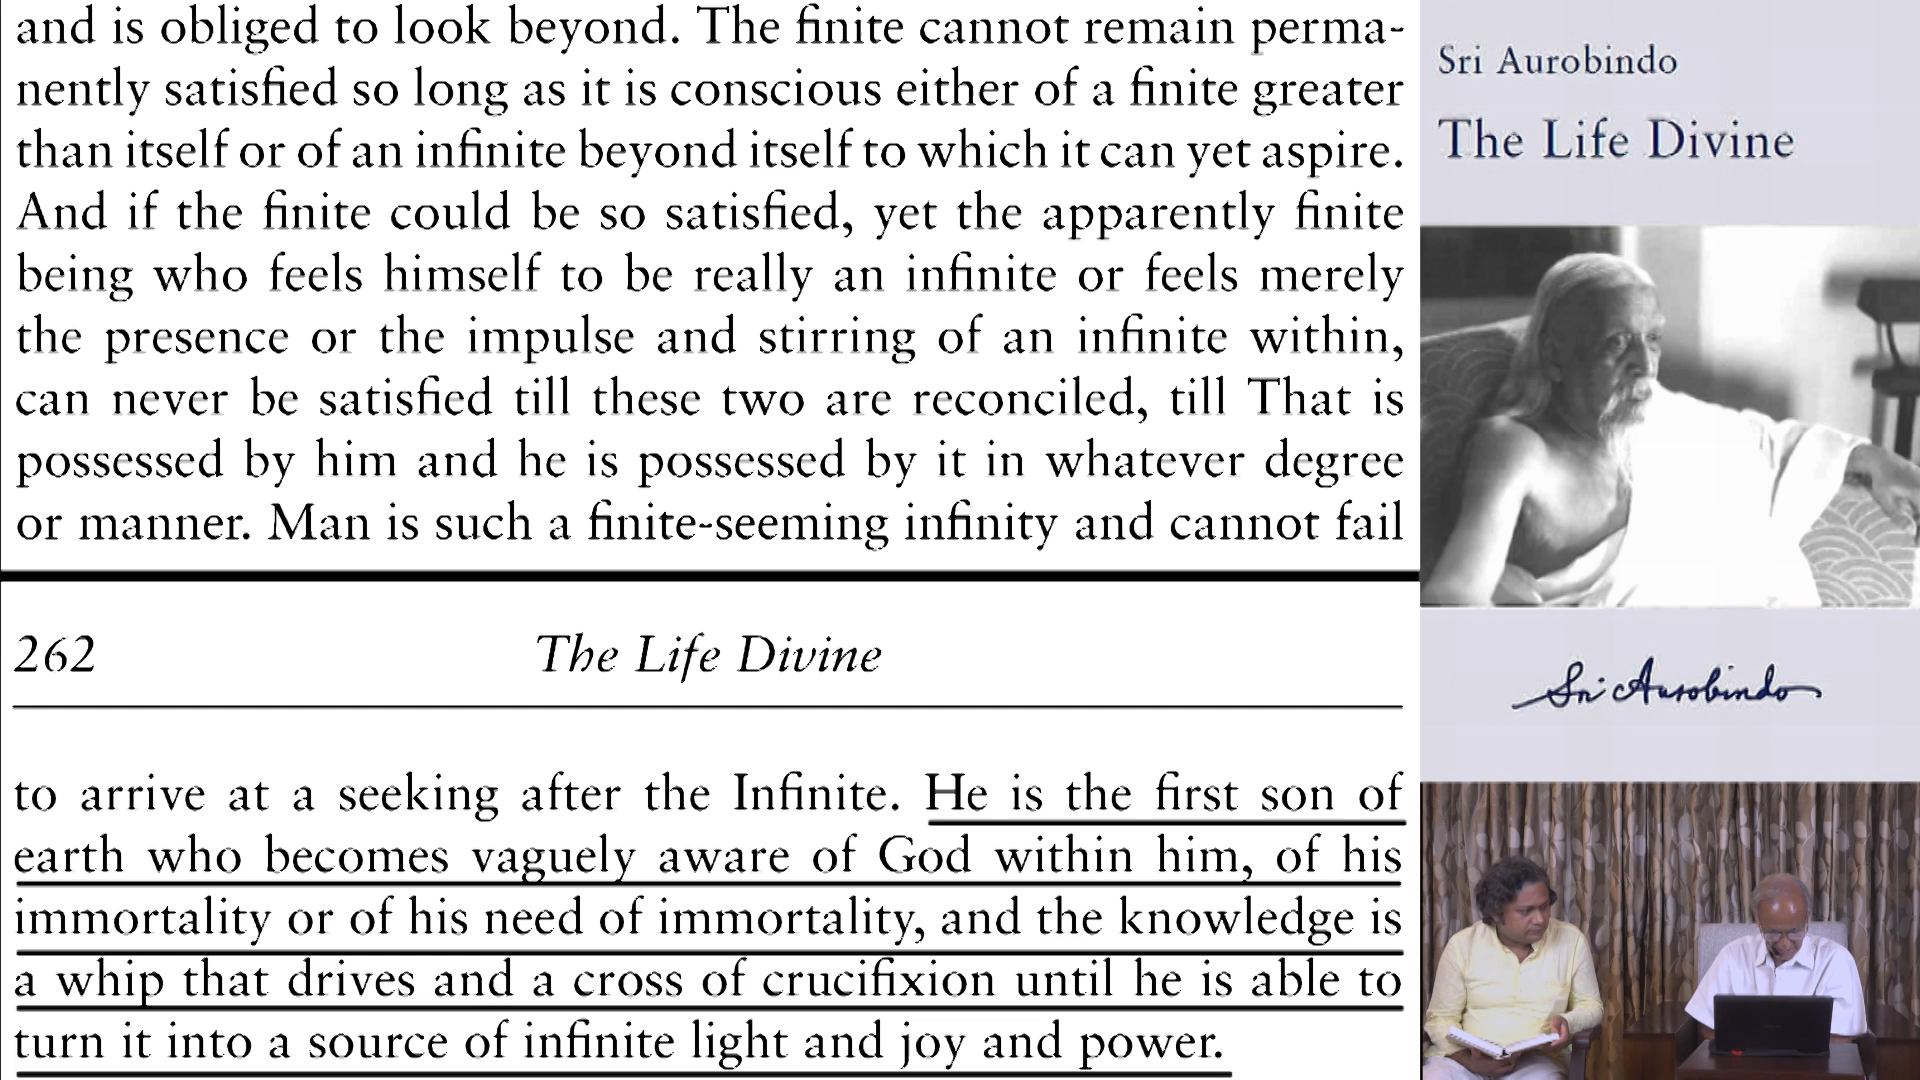 and is obliged to look beyond. The finite cannot remain perma-
nently satisfied so long as it is conscious either of a finite greater
than itself or of an infinite beyond itself to which it can yet aspire.
And if the finite could be so satisfied, yet the apparently finite
being who feels himself to be really an infinite or feels merely
the presence or the impulse and stirring of an infinite within,
can never be satisfied till these two are reconciled, till That is
possessed by him and he is possessed by it in whatever degree
or manner. Man is such a finite-seeming infinity and cannot fail
262 The Life Divine
to arrive at a seeking after the Infinite. He is the first son of
earth who becomes vaguely aware of God within him, of his
immortality or of his need of immortality, and the knowledge is
a whip that drives and a cross of crucifixion until he is able to
turn it into a source of infinite light and joy and power.
Sri Aurobindo
The Life Divine
Sri Aurobindo